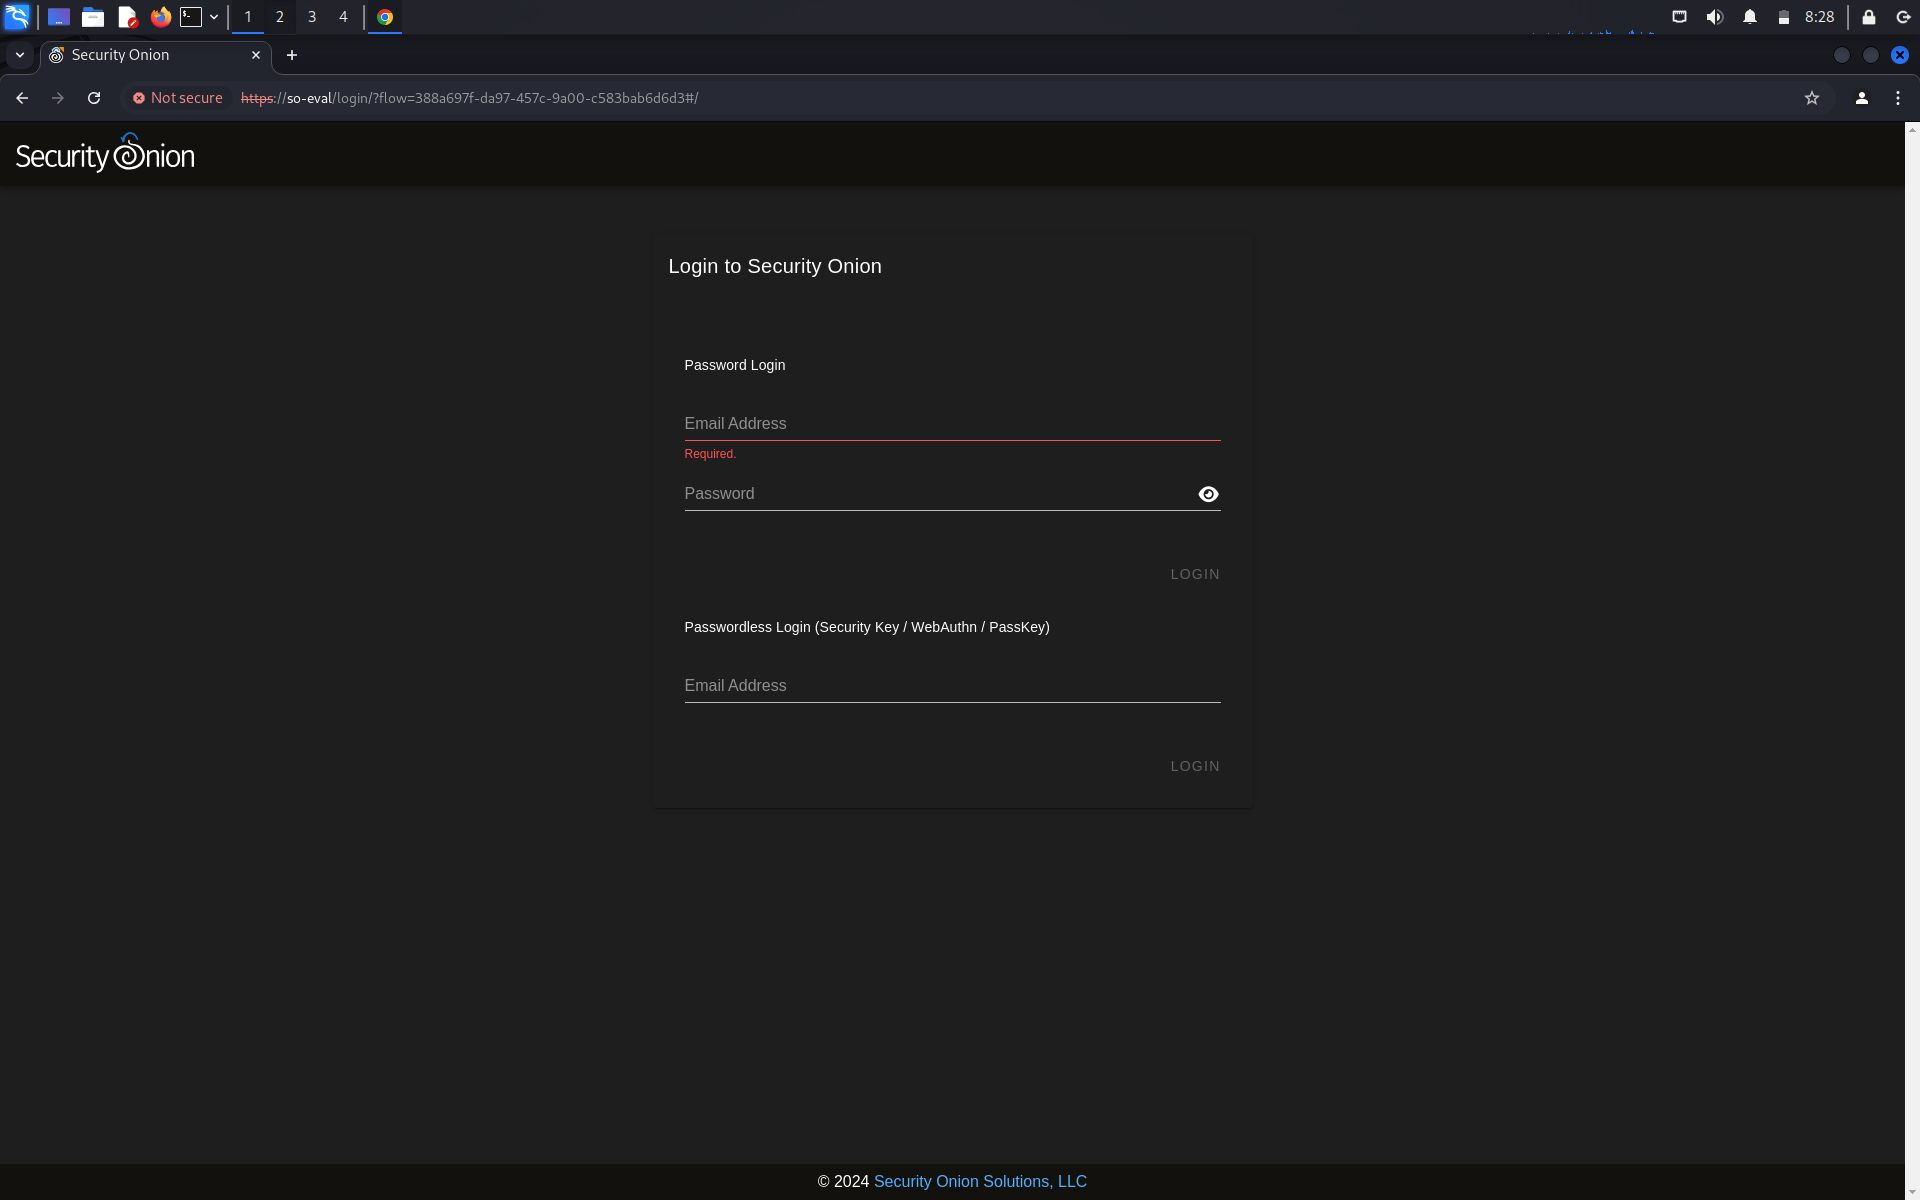 1 2 3 4
8:28
Security Onion
Not secure https://so-eval/login/?flow=388a697f-da97-457c-9a00-c583bab6d6d3#/
Security Onion
Login to Security Onion
Password Login
Email Address
Required.
Password
LOGIN
Passwordless Login (Security Key / WebAuthn / PassKey)
Email Address
LOGIN
© 2024 Security Onion Solutions, LLC